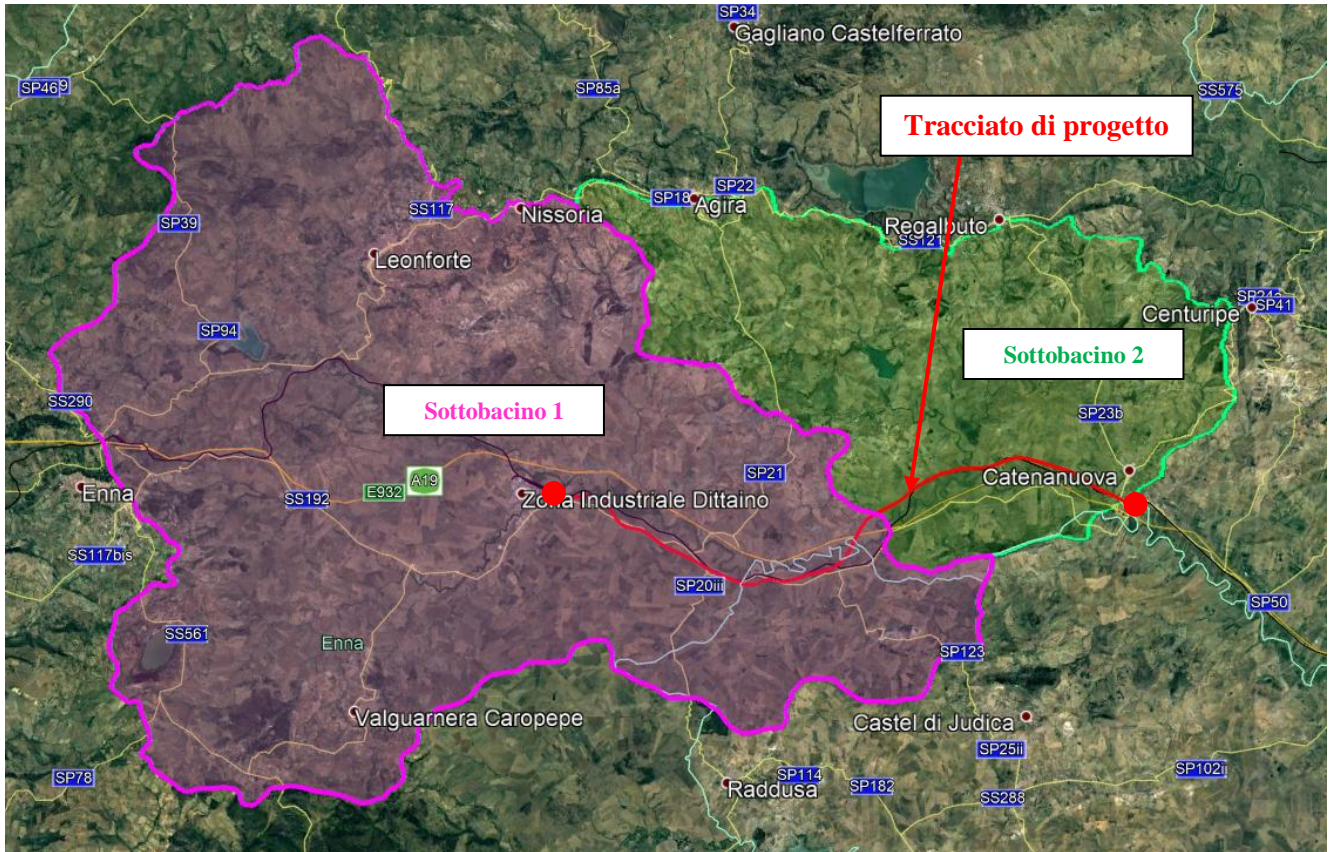 SP34
Gagliano Castelferrato
SP46
SP85a
SS575
Tracciato di progetto
SP39
SS117
Nissoria
SP18
SP22
Agira
Regalbuto
SS121
Leonforte
SP94
Centuripe
SP41
Sottobacino 2
Sottobacino 1
SS290
SP23b
Enna
SS192
E932
A19
Zona Industriale Dittaino
SP21
Catenanuova
SS117bis
SP20iii
SP50
SS561
Enna
SP123
Valguarnera Caropepe
Castel di Judica
SP25ii
SP78
Raddusa
SP114
SP182
SS288
SP102ii